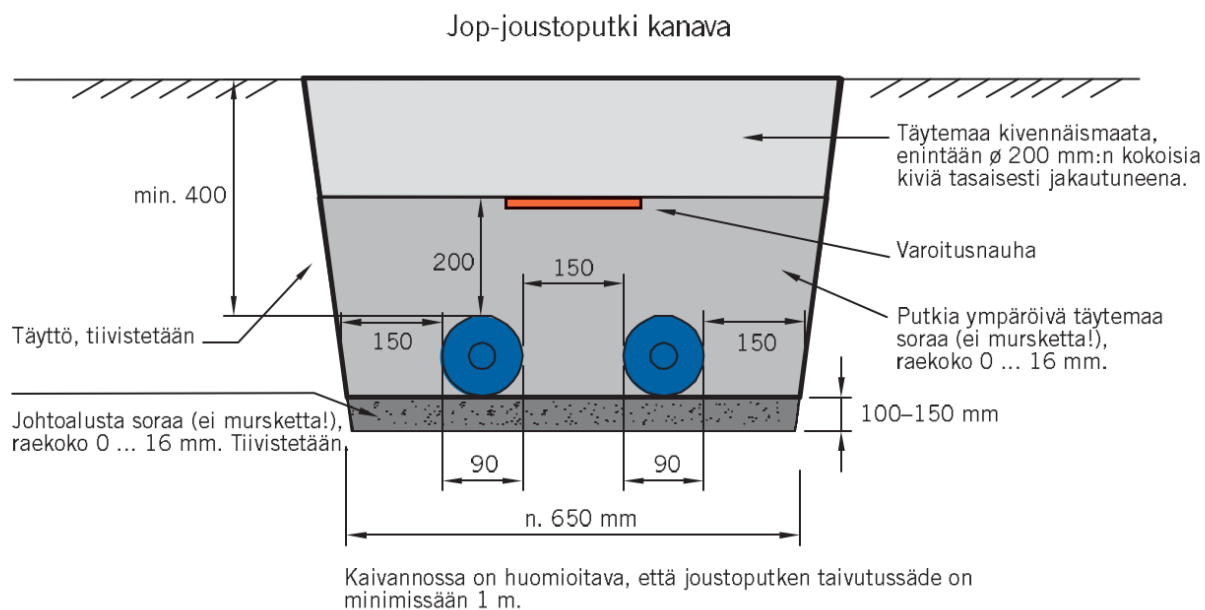 Jop-joustoputki kanava
Täytemaa kivennäismaata,
enintään ø 200 mm:n kokoisia
kiviä tasaisesti jakautuneena.
min. 400
Varoitusnauha
200
150
Putkia ympäröivä täytemaa
soraa (ei mursketta!),
raekoko 0 ... 16 mm.
Täyttö, tiivistetään
150
150
Johtoalusta soraa (ei mursketta!),
raekoko 0 ... 16 mm. Tiivistetään.
100–150 mm
90
90
n. 650 mm
Kaivannossa on huomioitava, että joustoputken taivutussäde on
minimissään 1 m.